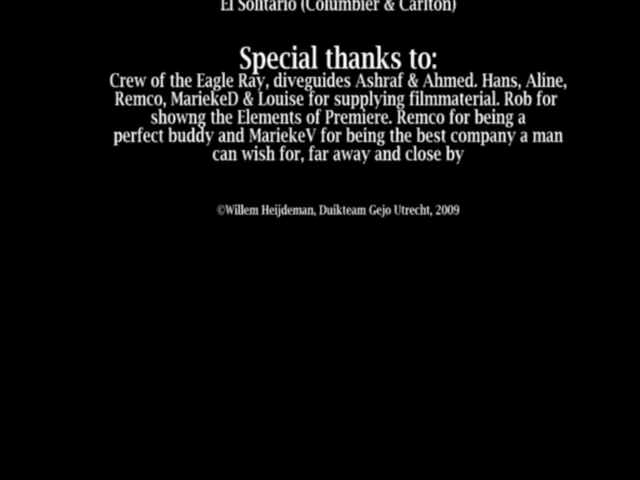 El Solitario (Columbier & Carlton)
Special thanks to:
Crew of the Eagle Ray, diveguides Ashraf & Ahmed. Hans, Aline,
Remco, MariekeD & Louise for supplying filmmaterial. Rob for
showng the Elements of Premiere. Remco for being a
perfect buddy and MariekeV for being the best company a man
can wish for, far away and close by
©Willem Heijdeman, Duikteam Gejo Utrecht, 2009